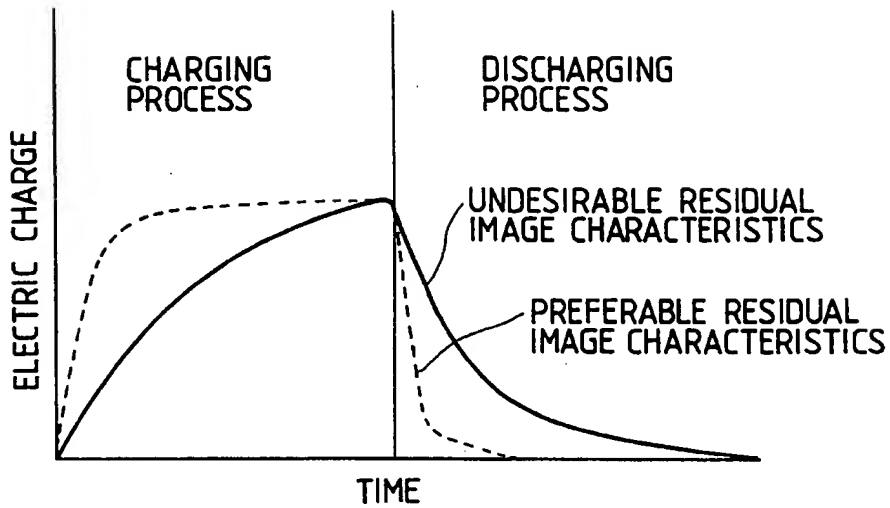 CHARGING
PROCESS
DISCHARGING
PROCESS
ELECTRIC CHARGE
UNDESIRABLE RESIDUAL
IMAGE CHARACTERISTICS
PREFERABLE RESIDUAL
IMAGE CHARACTERISTICS
TIME